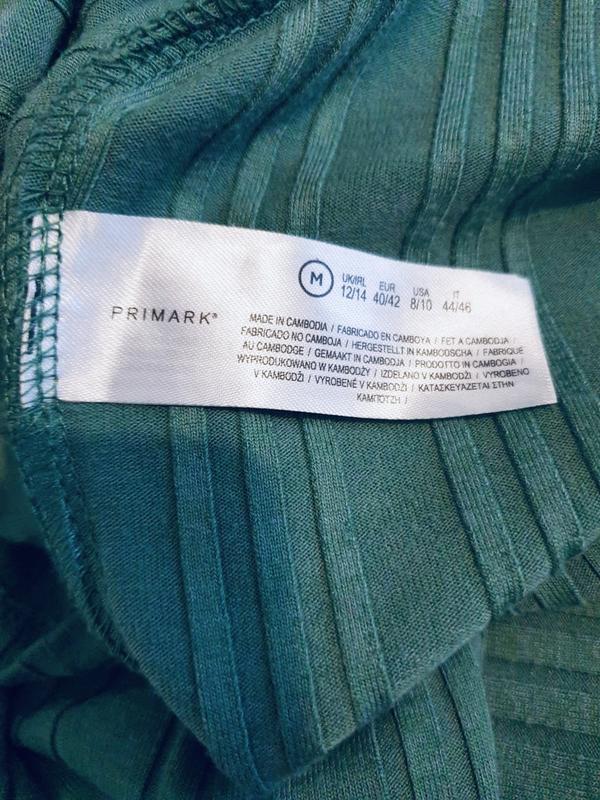 PRIMARK®
M
UK/IRL EUR USA IT
12/14 40/42 8/10 44/46
MADE IN CAMBODIA / FABRICADO EN CAMBOYA / FET A CAMBODJA /
FABRICADO NO CAMBOJA / HERGESTELLT IN KAMBODSCHA / FABRIQUÉ
AU CAMBODGE / GEMAAKT IN CAMBODJA / PRODOTTO IN CAMBOGIA /
WYPRODUKOWANO W KAMBODŻY / IZDELANO V KAMBODŽI / VYROBENO
V KAMBODŽI / VYROBENÉ V KAMBODŽI / ΚΑΤΑΣΚΕΥΑΖΕΤΑΙ ΣΤΗΝ
ΚΑΜΠΟΤΖΗ /